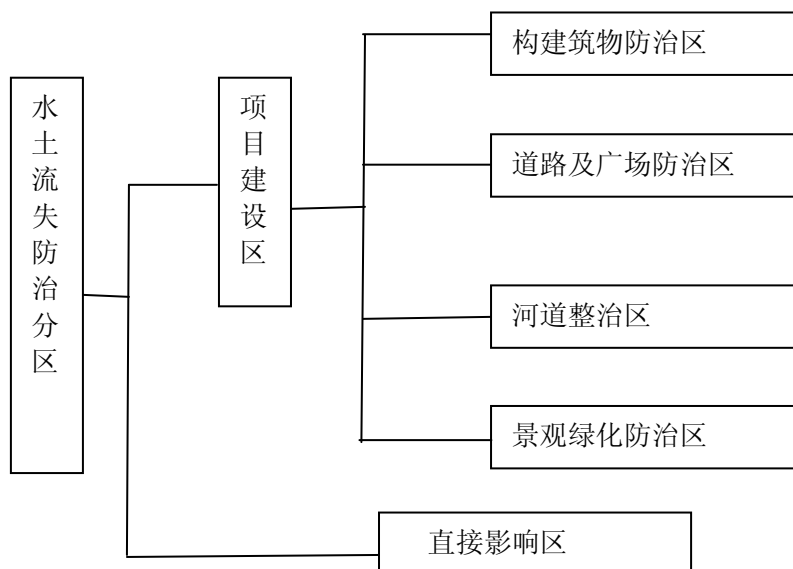 水土流失防治分区
项目建设区
构建筑物防治区
道路及广场防治区
河道整治区
景观绿化防治区
直接影响区